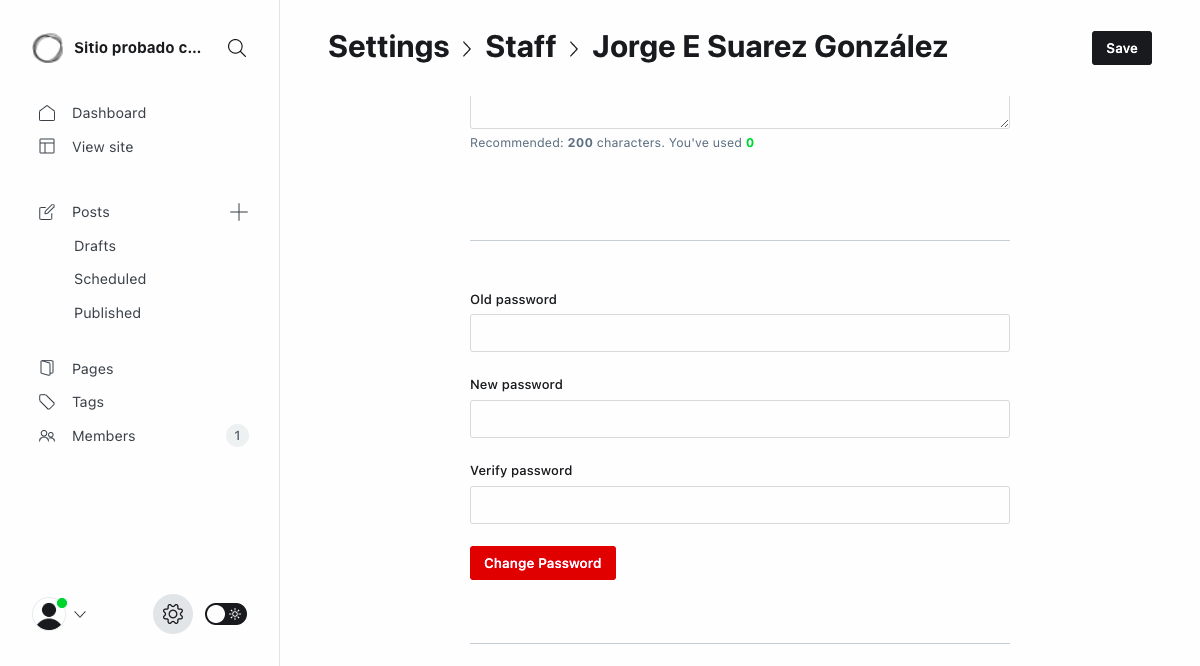 Sitio probado c...
Settings > Staff > Jorge E Suarez González
Save
Dashboard
View site
Posts
Drafts
Scheduled
Published
Pages
Tags
Members 1
Recommended: 200 characters. You've used 0
Old password
New password
Verify password
Change Password